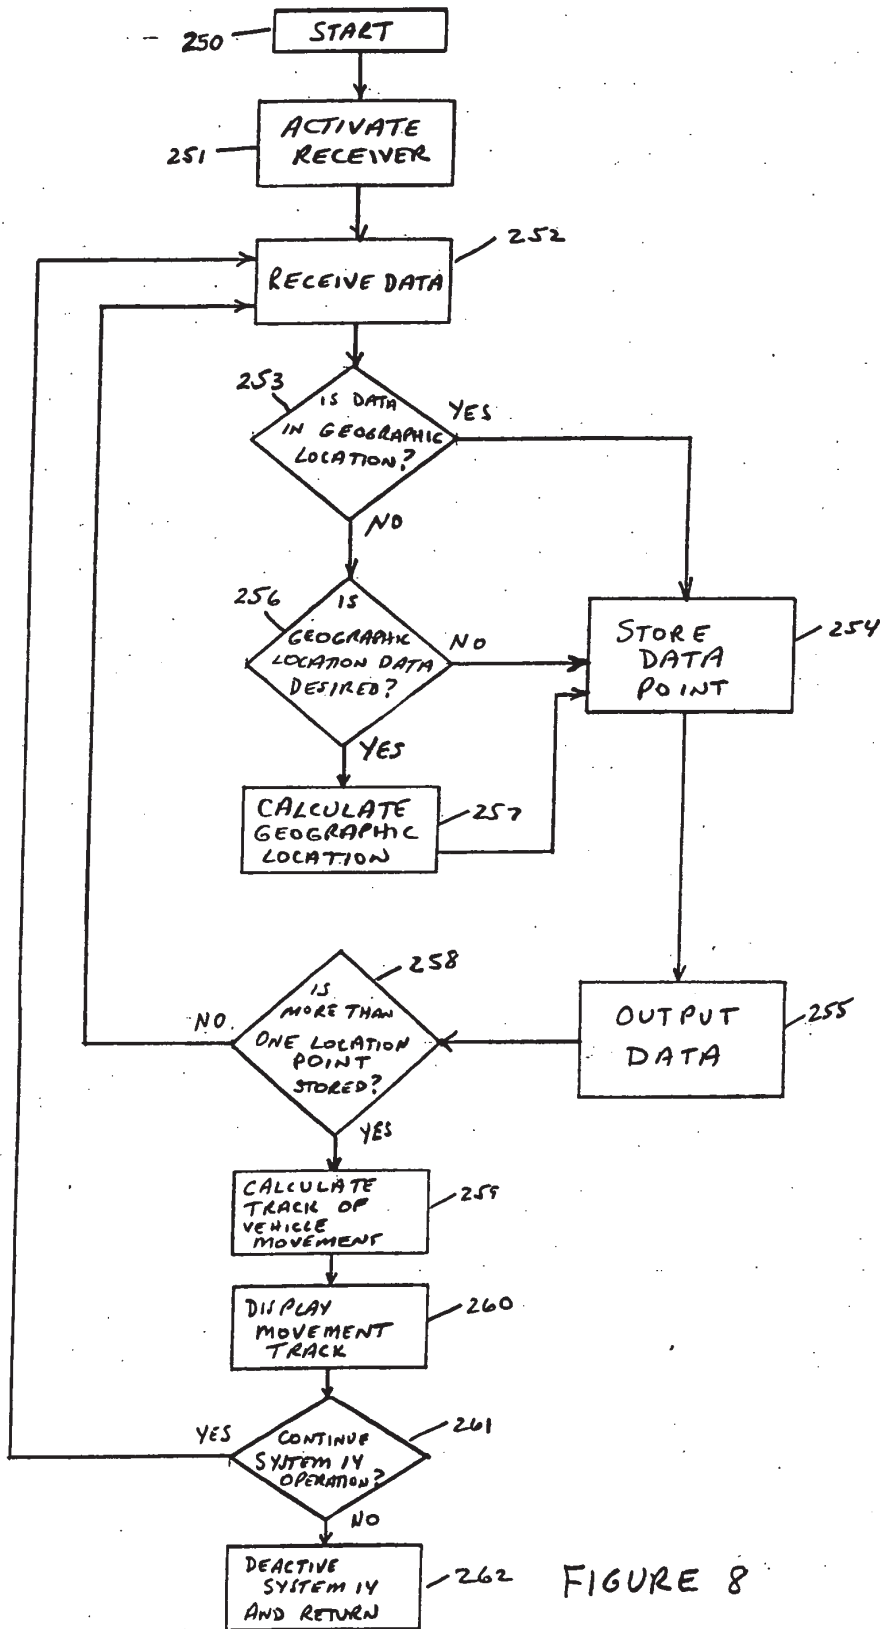 250
START
251
ACTIVATE
RECEIVER
252
RECEIVE DATA
253
IS DATA
IN GEOGRAPHIC
LOCATION?
YES
NO
256
IS
GEOGRAPHIC
LOCATION DATA
DESIRED?
NO
YES
STORE
DATA
POINT
254
CALCULATE
GEOGRAPHIC
LOCATION
257
258
IS
MORE THAN
ONE LOCATION
POINT
STORED?
NO
YES
OUTPUT
DATA
255
CALCULATE
TRACK OF
VEHICLE
MOVEMENT
259
DISPLAY
MOVEMENT
TRACK
260
261
YES
CONTINUE
SYSTEM 14
OPERATION?
NO
DEACTIVE
SYSTEM 14
AND RETURN
262
FIGURE 8